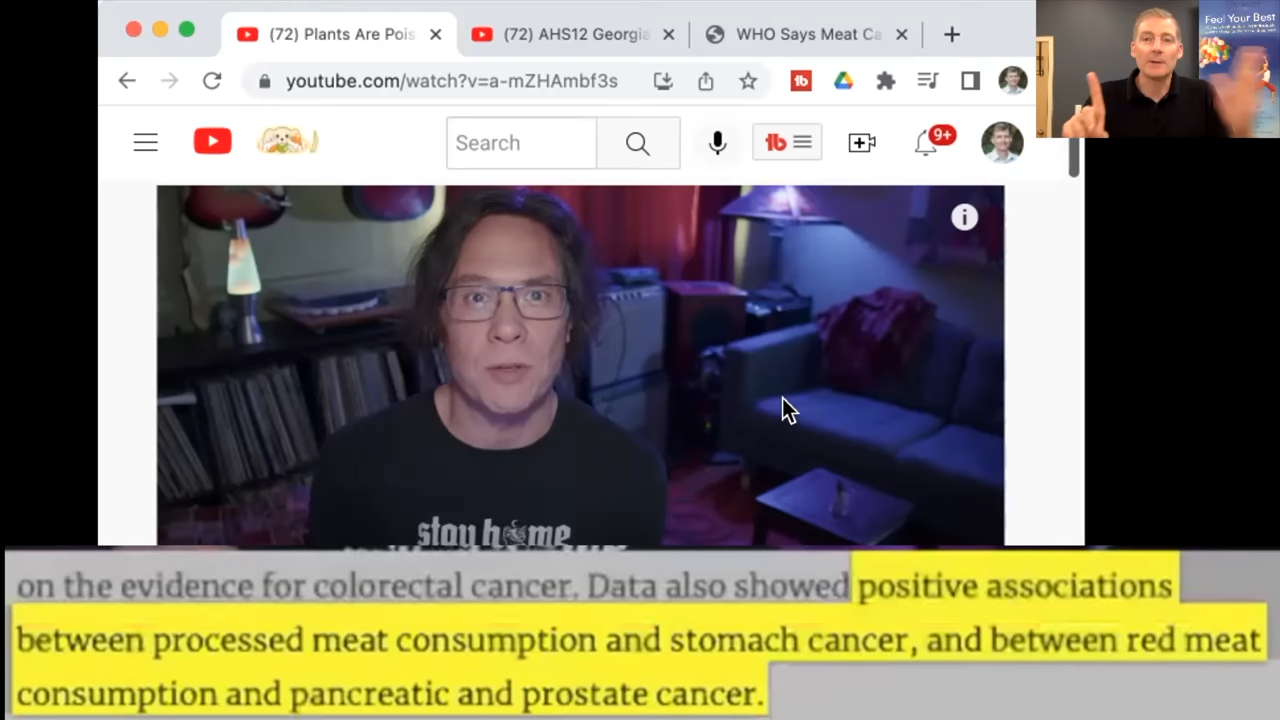 (72) Plants Are Pois
(72) AHS12 Georgia
WHO Says Meat Ca
youtube.com/watch?v=a-mZHAmbf3s
Search
9+
Feel Your Best
i
stay home
on the evidence for colorectal cancer. Data also showed positive associations
between processed meat consumption and stomach cancer, and between red meat
consumption and pancreatic and prostate cancer.